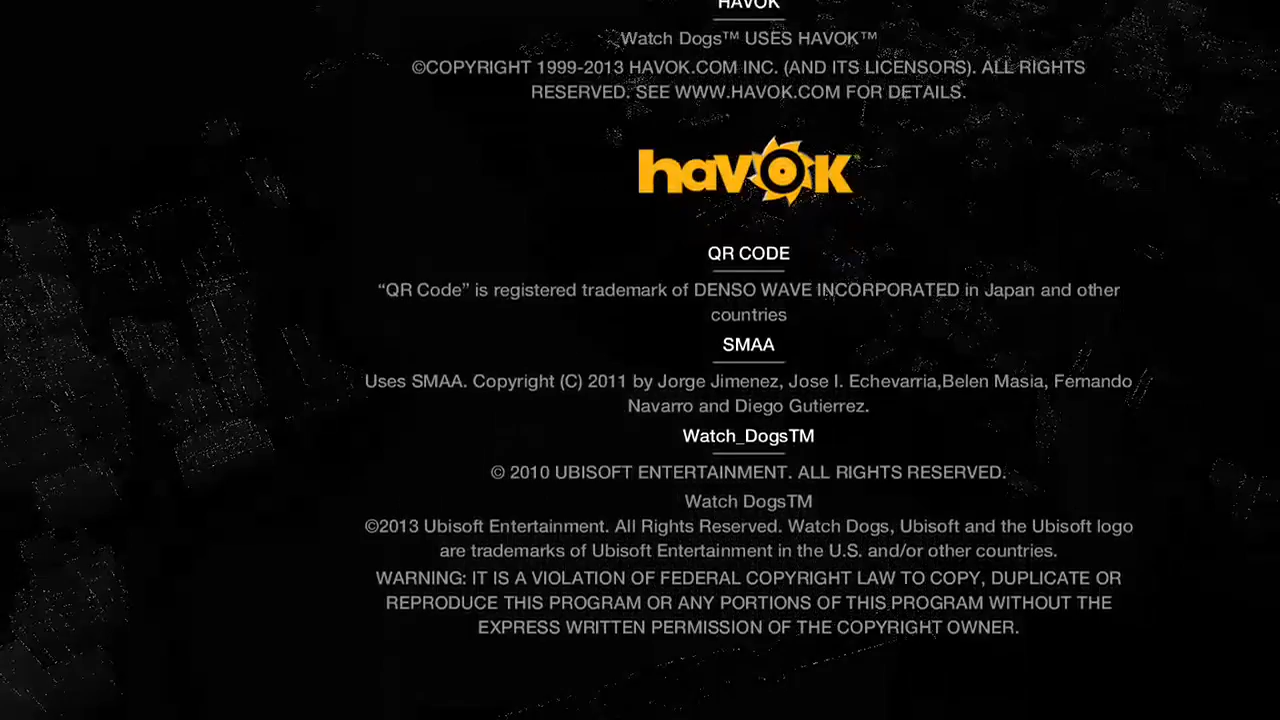 HAVOK
Watch Dogs™ USES HAVOK™
©COPYRIGHT 1999-2013 HAVOK.COM INC. (AND ITS LICENSORS). ALL RIGHTS
RESERVED. SEE WWW.HAVOK.COM FOR DETAILS.
havok
QR CODE
“QR Code” is registered trademark of DENSO WAVE INCORPORATED in Japan and other
countries
SMAA
Uses SMAA. Copyright (C) 2011 by Jorge Jimenez, Jose I. Echevarria,Belen Masia, Fernando
Navarro and Diego Gutierrez.
Watch_DogsTM
© 2010 UBISOFT ENTERTAINMENT. ALL RIGHTS RESERVED.
Watch DogsTM
©2013 Ubisoft Entertainment. All Rights Reserved. Watch Dogs, Ubisoft and the Ubisoft logo
are trademarks of Ubisoft Entertainment in the U.S. and/or other countries.
WARNING: IT IS A VIOLATION OF FEDERAL COPYRIGHT LAW TO COPY, DUPLICATE OR
REPRODUCE THIS PROGRAM OR ANY PORTIONS OF THIS PROGRAM WITHOUT THE
EXPRESS WRITTEN PERMISSION OF THE COPYRIGHT OWNER.